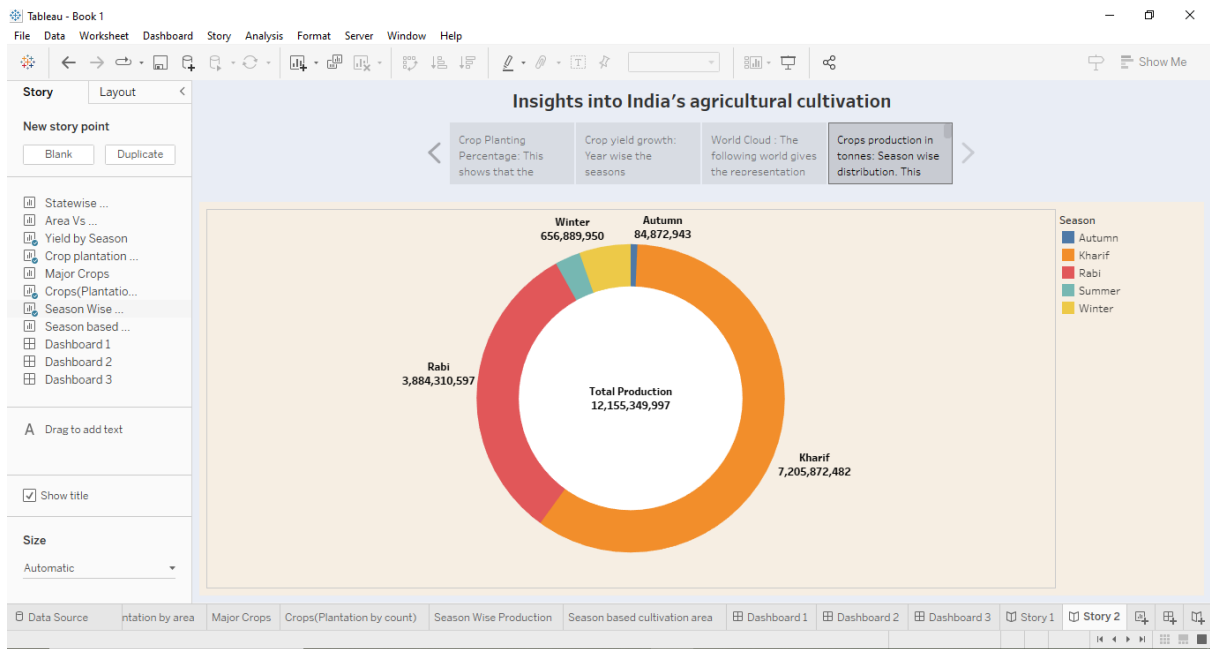 Tableau - Book 1
File Data Worksheet Dashboard Story Analysis Format Server Window Help
Show Me
Story Layout
New story point
Blank Duplicate
Statewise ...
Area Vs ...
Yield by Season
Crop plantation ...
Major Crops
Crops(Plantatio...
Season Wise ...
Season based ...
Dashboard 1
Dashboard 2
Dashboard 3
A Drag to add text
Show title
Size
Automatic
Insights into India's agricultural cultivation
Crop Planting
Percentage: This
shows that the
Crop yield growth:
Year wise the
seasons
World Cloud : The
following world gives
the representation
Crops production in
tonnes: Season wise
distribution. This
Winter
656,889,950
Autumn
84,872,943
Rabi
3,884,310,597
Total Production
12,155,349,997
Kharif
7,205,872,482
Season
Autumn
Kharif
Rabi
Summer
Winter
Data Source ntation by area Major Crops Crops(Plantation by count) Season Wise Production Season based cultivation area Dashboard 1 Dashboard 2 Dashboard 3 Story 1 Story 2